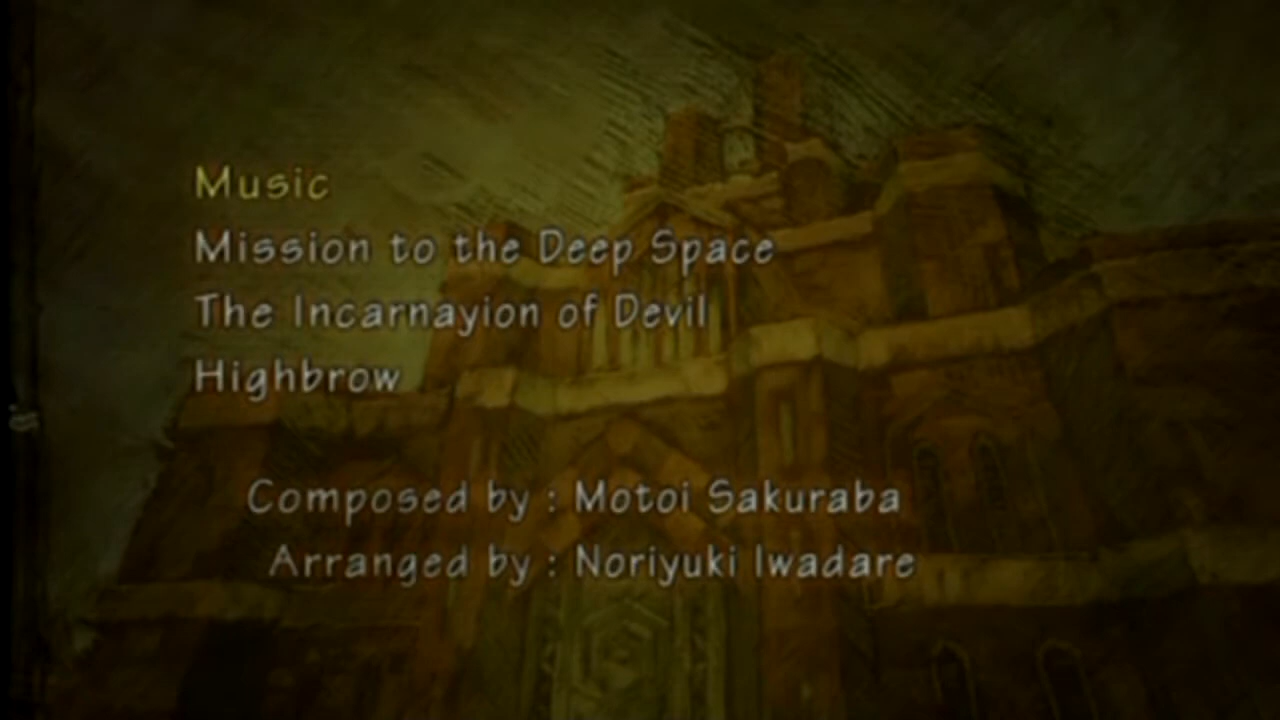 Music
Mission to the Deep Space
The Incarnayion of Devil
Highbrow
Composed by : Motoi Sakuraba
Arranged by : Noriyuki Iwadare